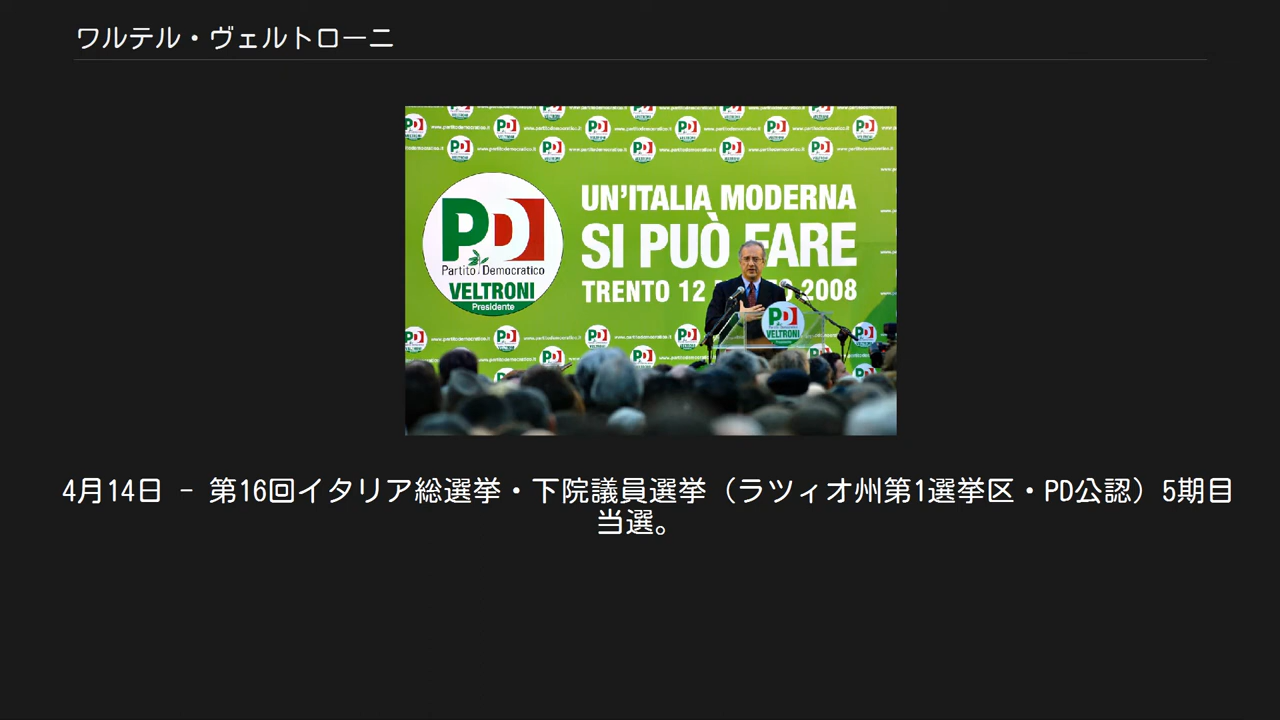 ワルテル・ヴェルトローニ
UN'ITALIA MODERNA
SI PUÒ FARE
TRENTO 12 2008
PD
Partito Democratico
VELTRONI
Presidente
PD
VELTRONI
4月14日 - 第16回イタリア総選挙・下院議員選挙（ラツィオ州第1選挙区・PD公認）5期目
当選。